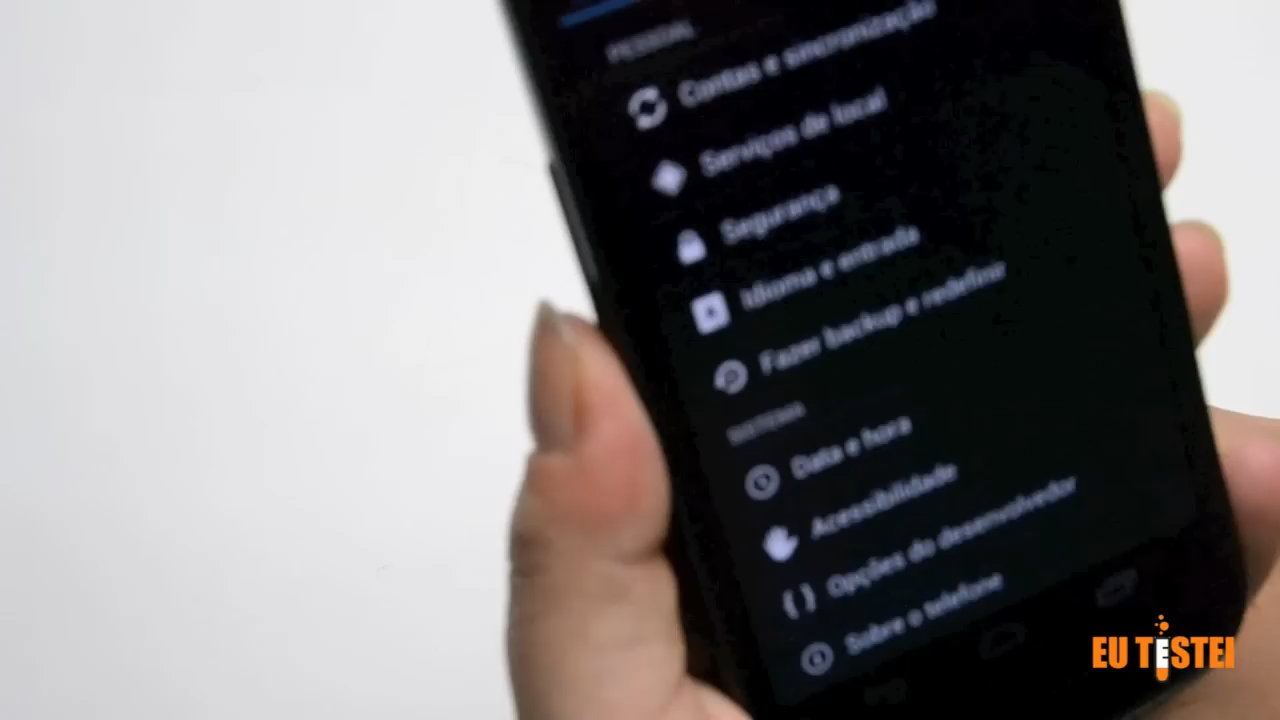 PESSOAL
Contas e sincronização
Serviços de local
Segurança
Idioma e entrada
Fazer backup e redefinir
SISTEMA
Data e hora
Acessibilidade
Opções do desenvolvedor
Sobre o telefone
EU TESTEI